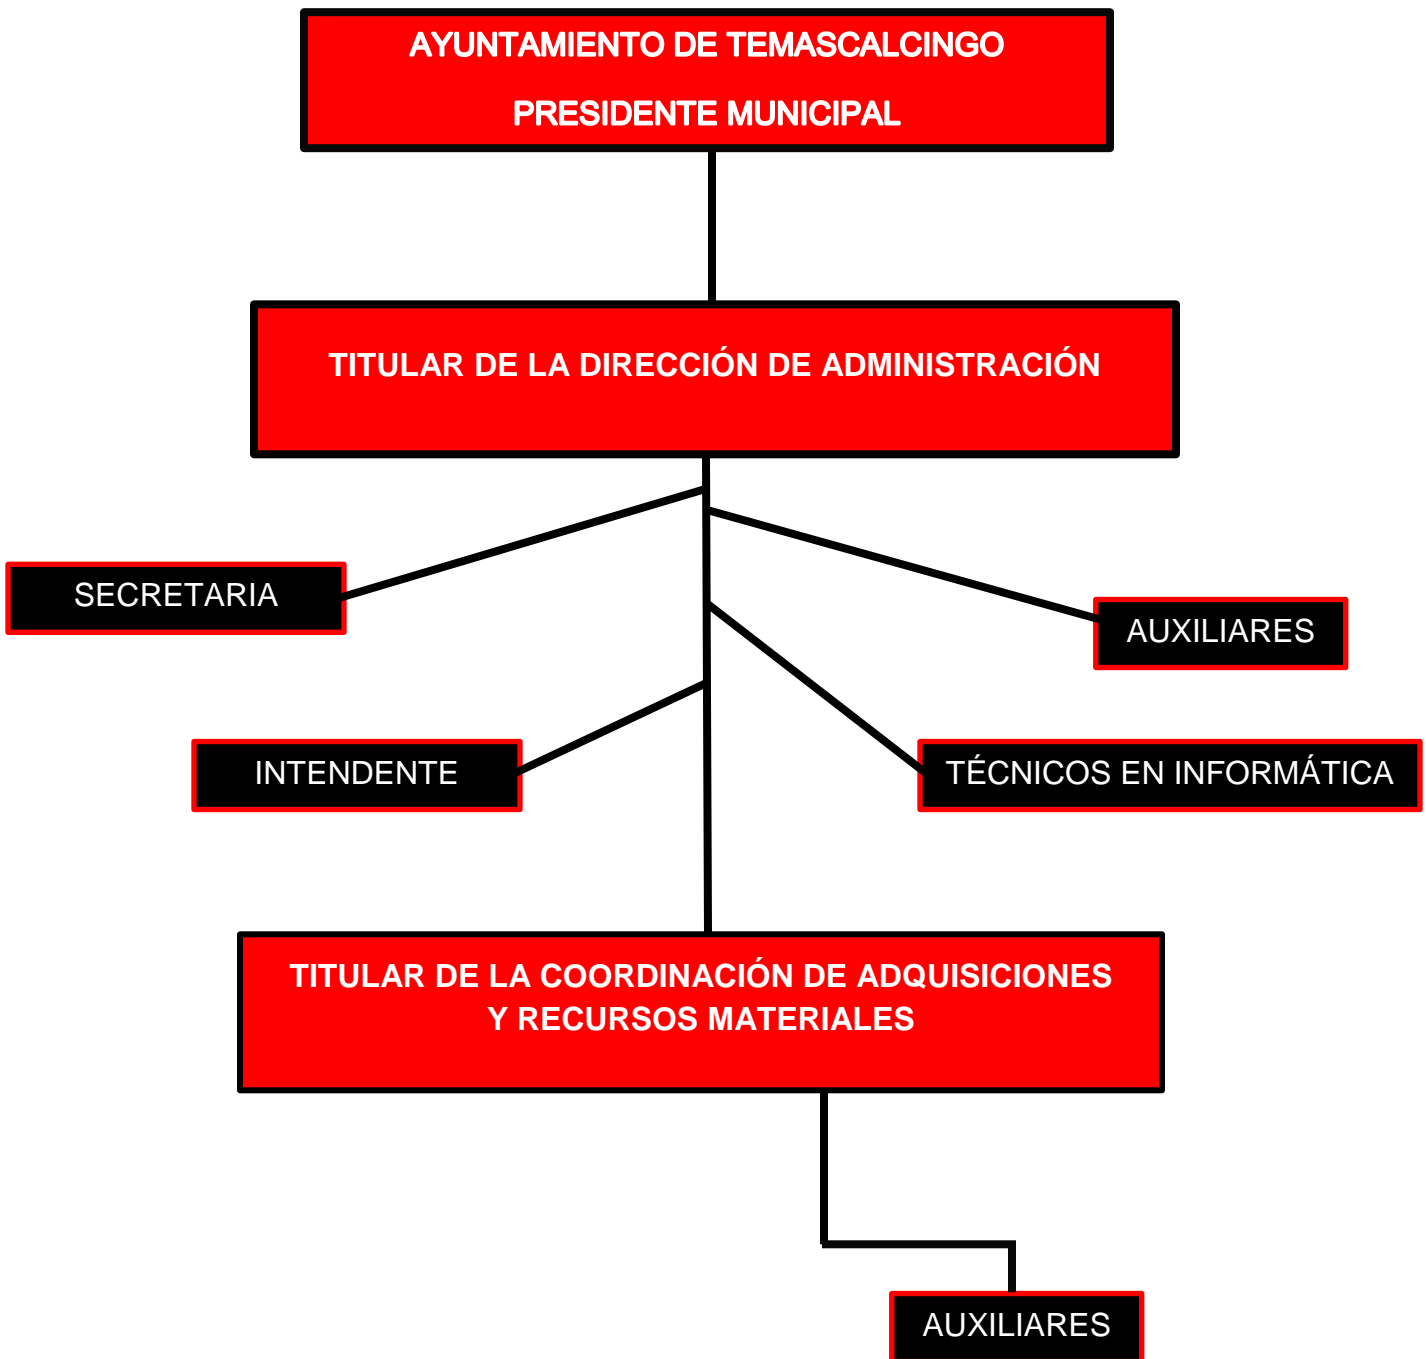 AYUNTAMIENTO DE TEMASCALCINGO
PRESIDENTE MUNICIPAL
TITULAR DE LA DIRECCIÓN DE ADMINISTRACIÓN
SECRETARIA
AUXILIARES
INTENDENTE
TÉCNICOS EN INFORMÁTICA
TITULAR DE LA COORDINACIÓN DE ADQUISICIONES
Y RECURSOS MATERIALES
AUXILIARES